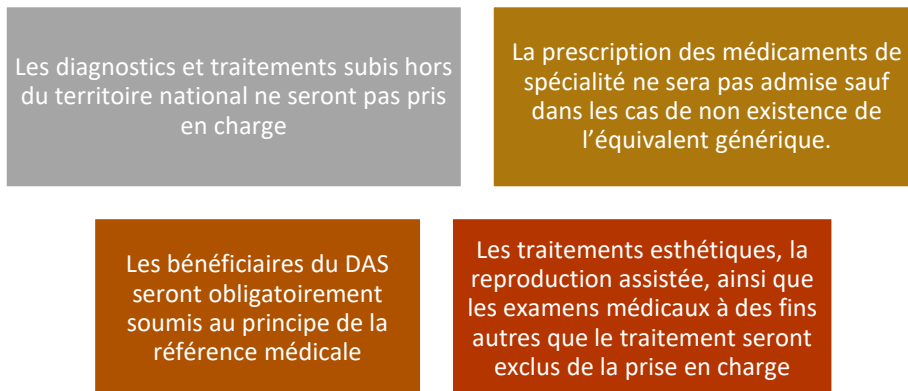 Les diagnostics et traitements subis hors
du territoire national ne seront pas pris
en charge
La prescription des médicaments de
spécialité ne sera pas admise sauf
dans les cas de non existence de
l’équivalent générique.
Les bénéficiaires du DAS
seront obligatoirement
soumis au principe de la
référence médicale
Les traitements esthétiques, la
reproduction assistée, ainsi que
les examens médicaux à des fins
autres que le traitement seront
exclus de la prise en charge